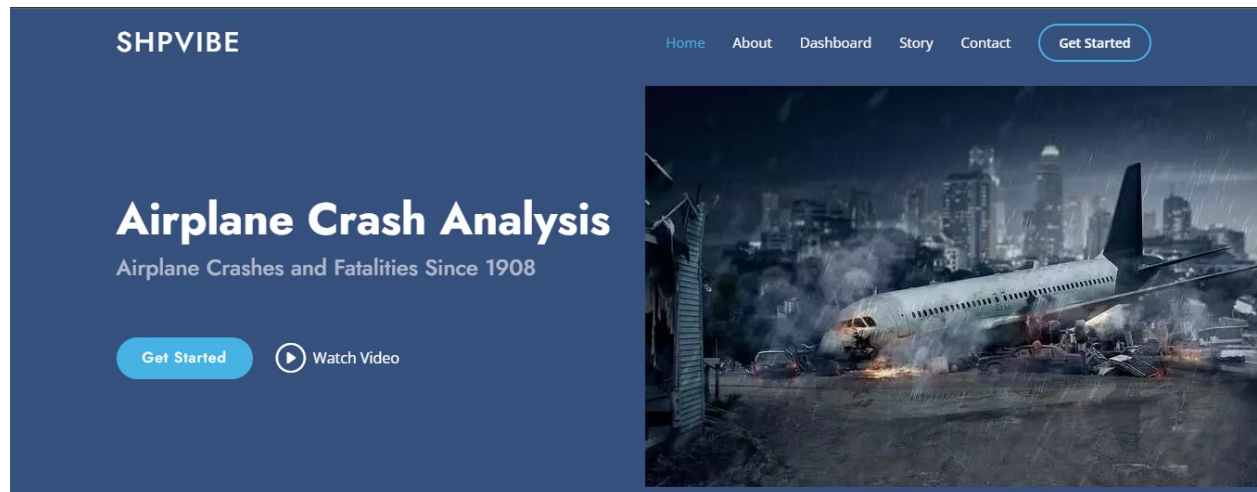 SHPVIBE
Home About Dashboard Story Contact Get Started
Airplane Crash Analysis
Airplane Crashes and Fatalities Since 1908
Get Started Watch Video